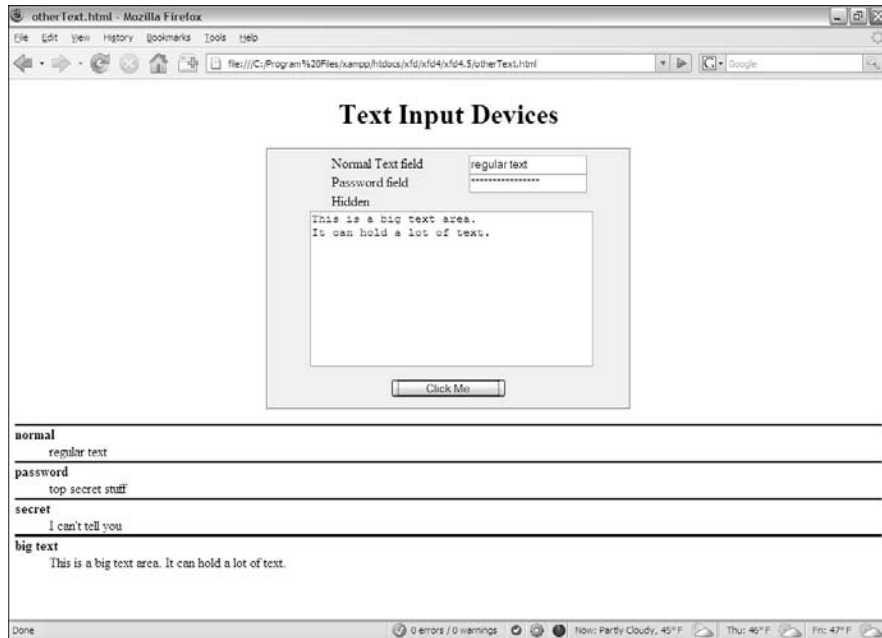 otherText.html - Mozilla Firefox
File Edit View History Bookmarks Tools Help
file:///C:/Program%20Files/xampp/htdocs/xfd/xfd4/xfd4.5/otherText.html
Google
Text Input Devices
Normal Text field regular text
Password field ****************
Hidden
This is a big text area.
It can hold a lot of text.
Click Me
normal
regular text
password
top secret stuff
secret
I can't tell you
big text
This is a big text area. It can hold a lot of text.
Done 0 errors / 0 warnings Now: Partly Cloudy, 45° F Thu: 46° F Fri: 47° F